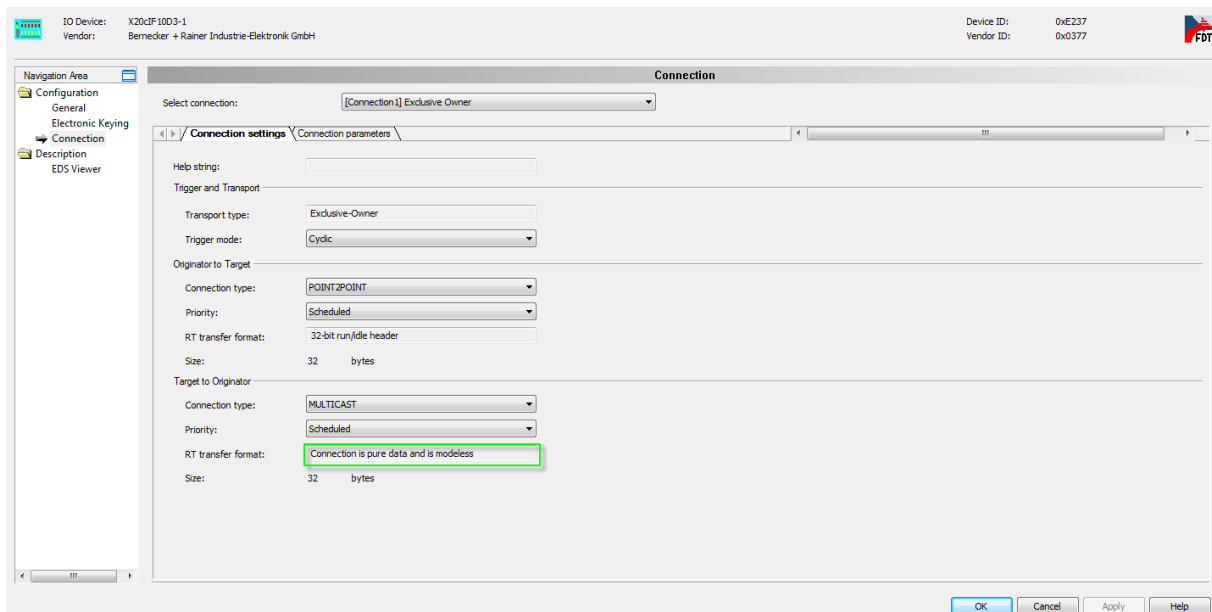 IO Device: X20cIF10D3-1 Device ID: 0xE237
Vendor: Bernecker + Rainer Industrie-Elektronik GmbH Vendor ID: 0x0377
FDT
Navigation Area
Configuration
General
Electronic Keying
Connection
Description
EDS Viewer
Connection
Select connection: [Connection1] Exclusive Owner
Connection settings Connection parameters
Help string:
Trigger and Transport
Transport type: Exclusive-Owner
Trigger mode: Cyclic
Originator to Target
Connection type: POINT2POINT
Priority: Scheduled
RT transfer format: 32-bit run/idle header
Size: 32 bytes
Target to Originator
Connection type: MULTICAST
Priority: Scheduled
RT transfer format: Connection is pure data and is modeless
Size: 32 bytes
OK Cancel Apply Help